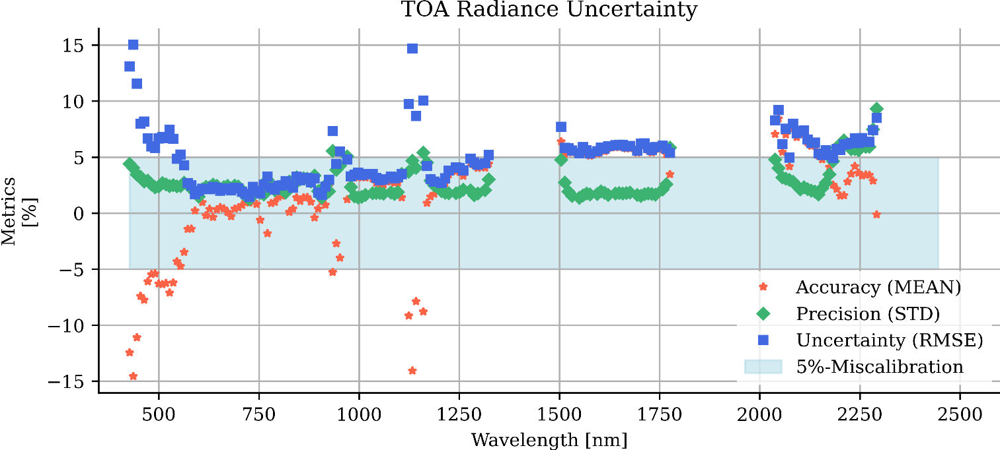 TOA Radiance Uncertainty
15
10
5
0
−5
−10
−15
Metrics
[%]
Accuracy (MEAN)
Precision (STD)
Uncertainty (RMSE)
5%-Miscalibration
500 750 1000 1250 1500 1750 2000 2250 2500
Wavelength [nm]